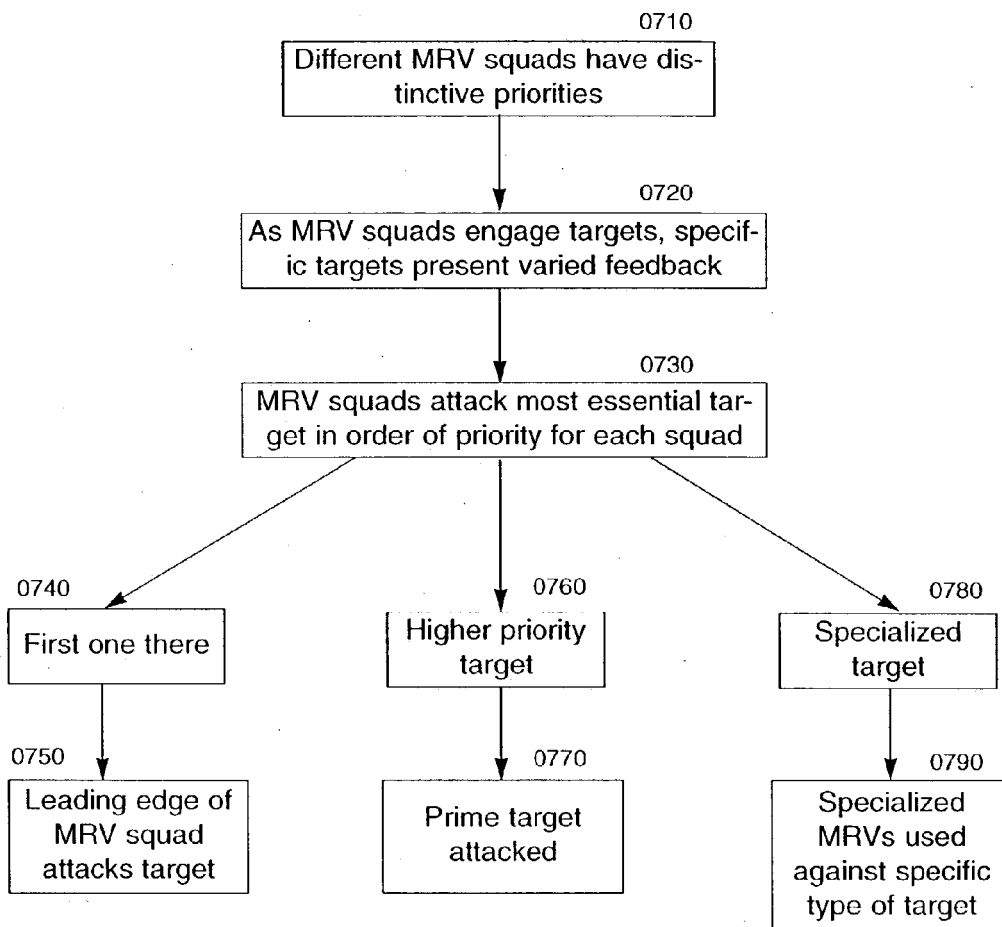 0710
Different MRV squads have dis-
tinctive priorities
0720
As MRV squads engage targets, specif-
ic targets present varied feedback
0730
MRV squads attack most essential tar-
get in order of priority for each squad
0740
First one there
0750
Leading edge of
MRV squad
attacks target
0760
Higher priority
target
0770
Prime target
attacked
0780
Specialized
target
0790
Specialized
MRVs used
against specific
type of target